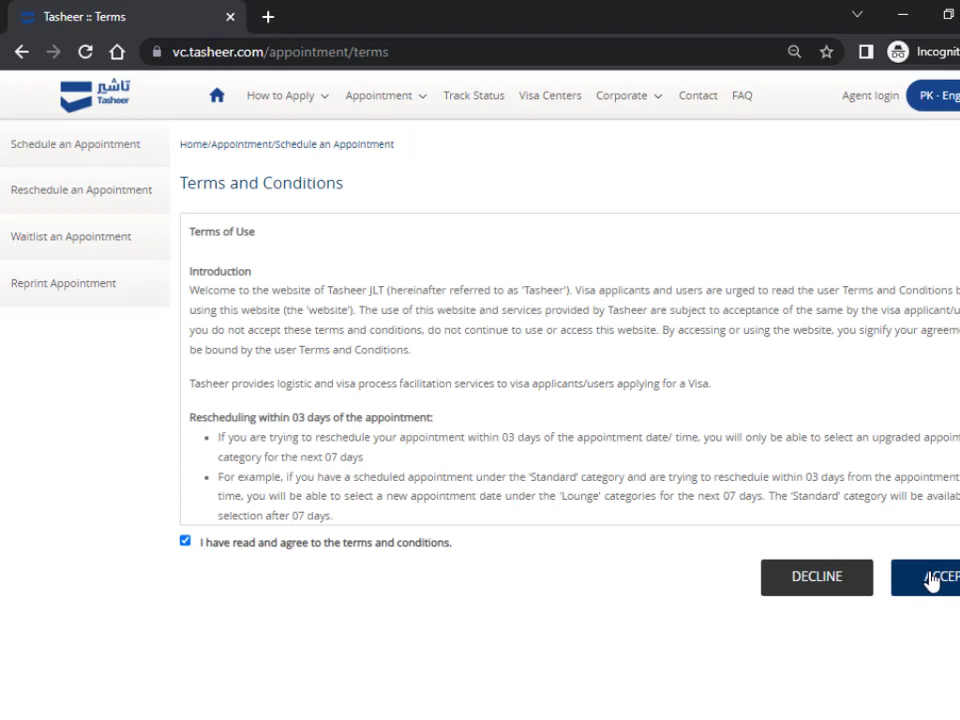 Tasheer :: Terms
vc.tasheer.com/appointment/terms
Incognit
تاشير
Tasheer
How to Apply
Appointment
Track Status
Visa Centers
Corporate
Contact
FAQ
Agent login
PK - Eng
Schedule an Appointment
Reschedule an Appointment
Waitlist an Appointment
Reprint Appointment
Home/Appointment/Schedule an Appointment
Terms and Conditions
Terms of Use
Introduction
Welcome to the website of Tasheer JLT (hereinafter referred to as 'Tasheer'). Visa applicants and users are urged to read the user Terms and Conditions b
using this website (the 'website'). The use of this website and services provided by Tasheer are subject to acceptance of the same by the visa applicant/u
you do not accept these terms and conditions, do not continue to use or access this website. By accessing or using the website, you signify your agreeme
be bound by the user Terms and Conditions.
Tasheer provides logistic and visa process facilitation services to visa applicants/users applying for a Visa.
Rescheduling within 03 days of the appointment:
If you are trying to reschedule your appointment within 03 days of the appointment date/ time, you will only be able to select an upgraded appoin
category for the next 07 days
For example, if you have a scheduled appointment under the 'Standard' category and are trying to reschedule within 03 days from the appointment
time, you will be able to select a new appointment date under the 'Lounge' categories for the next 07 days. The 'Standard' category will be availab
selection after 07 days.
I have read and agree to the terms and conditions.
DECLINE
ACCEP